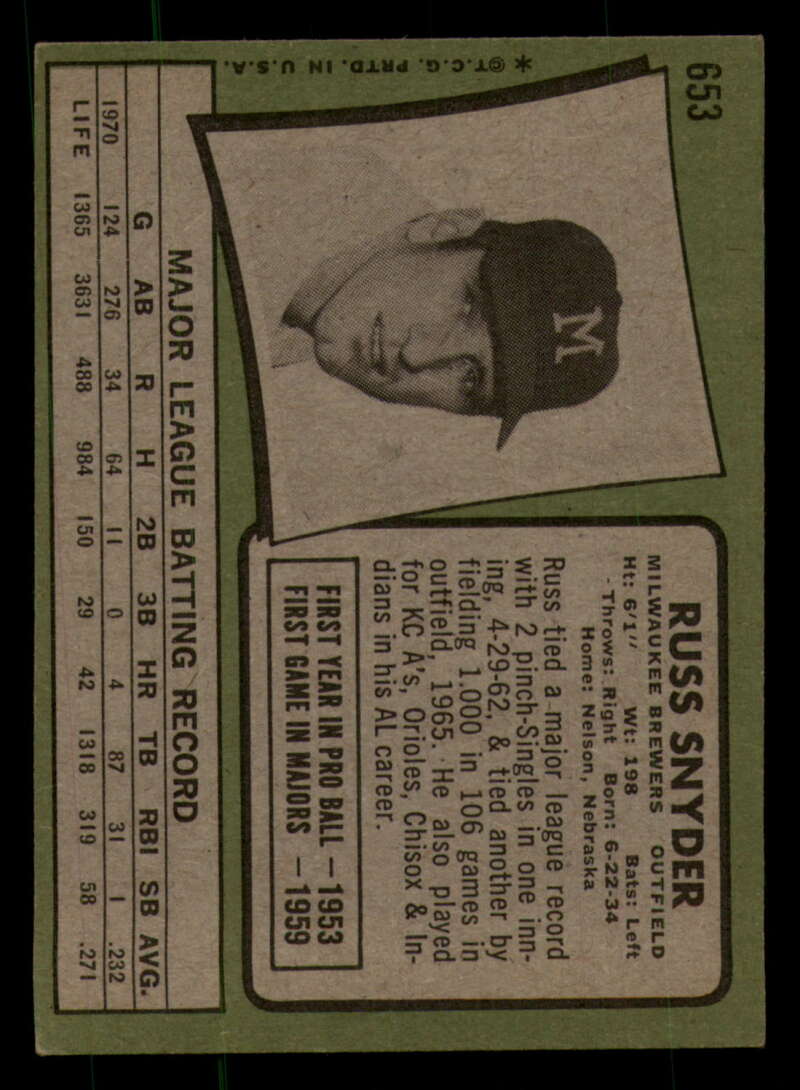 653
✱ ©T.C.G. PRTD. IN U.S.A.
M
RUSS SNYDER
MILWAUKEE BREWERS OUTFIELD
Ht: 6/1" Wt: 198 Bats: Left
- Throws: Right Born: 6-22-34
Home: Nelson, Nebraska
Russ tied a major league record
with 2 pinch-Singles in one inn-
ing, 4-29-62, & tied another by
fielding 1.000 in 106 games in
outfield, 1965. He also played
for KC A's, Orioles, Chisox & In-
dians in his AL career.
FIRST YEAR IN PRO BALL — 1953
FIRST GAME IN MAJORS — 1959
MAJOR LEAGUE BATTING RECORD
G AB R H 2B 3B HR TB RBI SB AVG.
1970 124 276 34 64 11 0 4 87 31 1 .232
LIFE 1365 3631 488 984 150 29 42 1318 319 58 .271